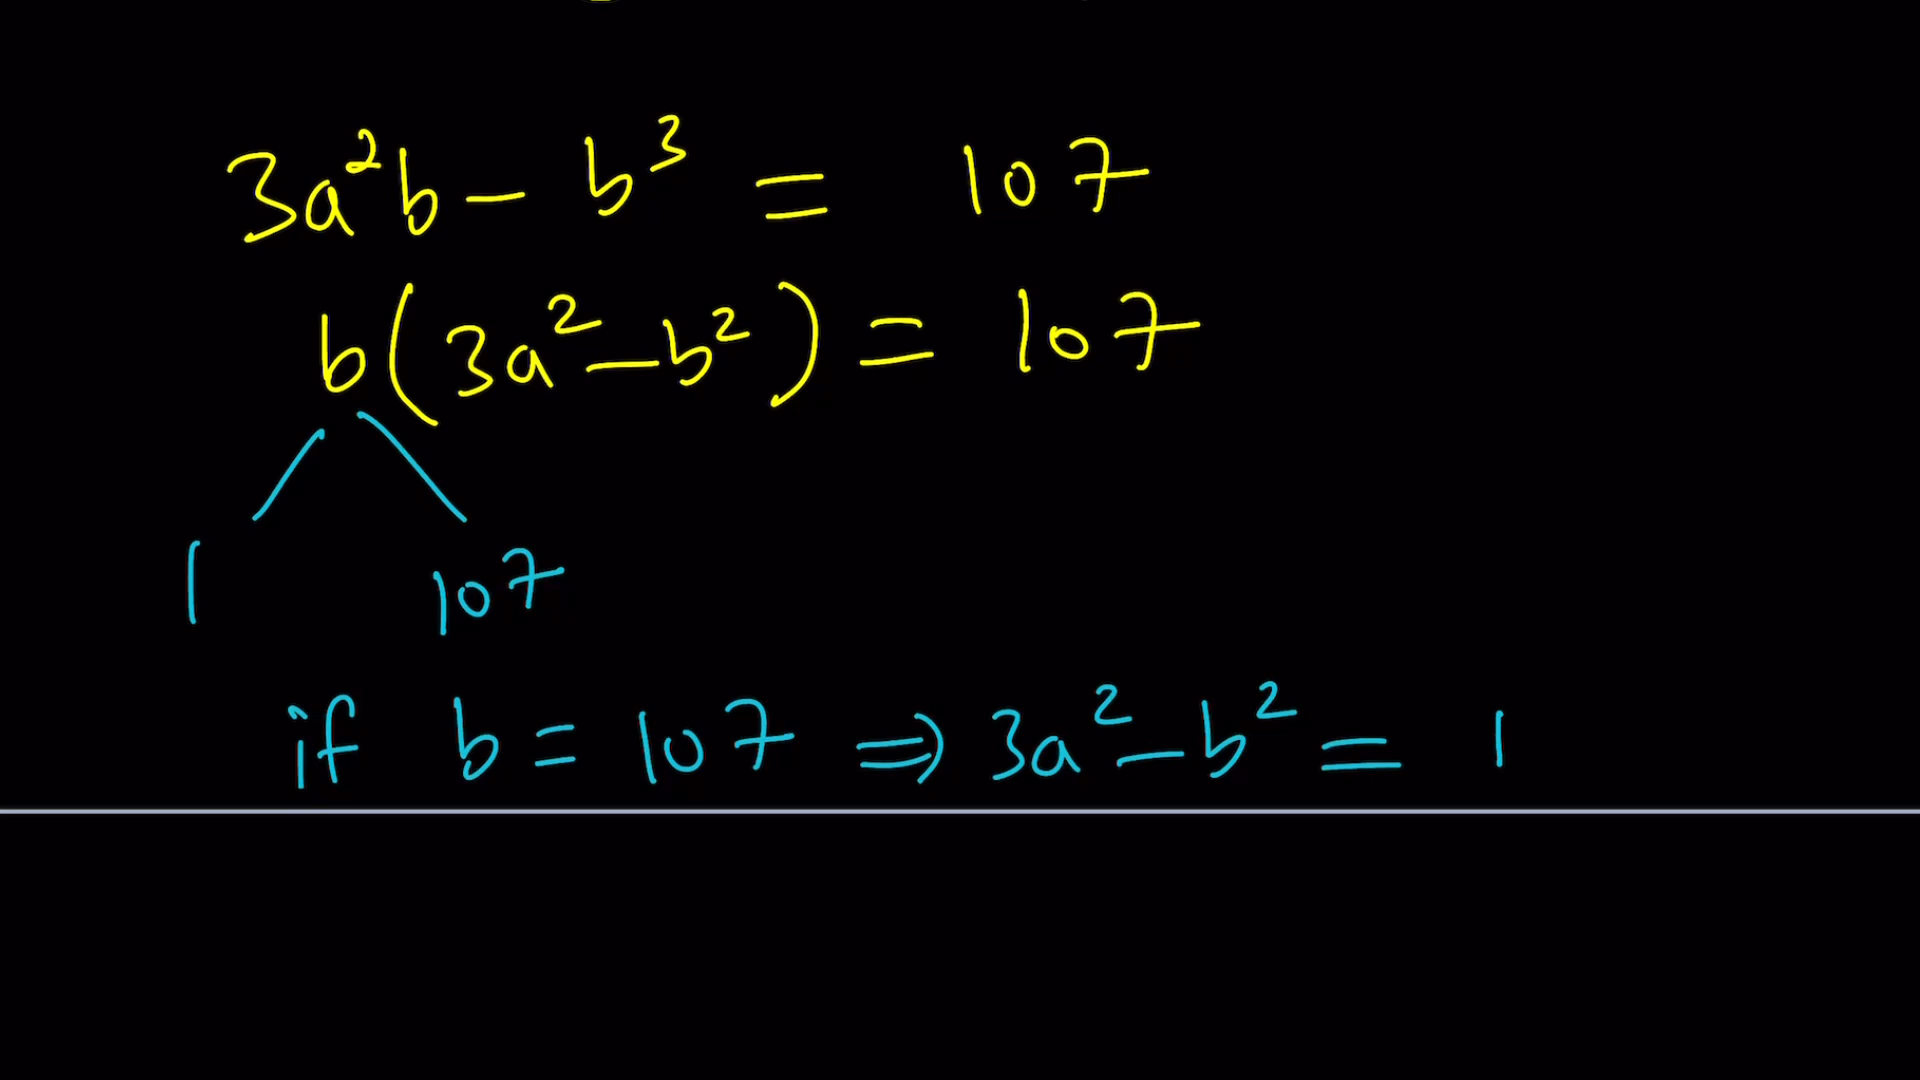 3a²b - b³ = 107
b(3a² - b²) = 107
1 107
if b = 107 ⇒ 3a² - b² = 1